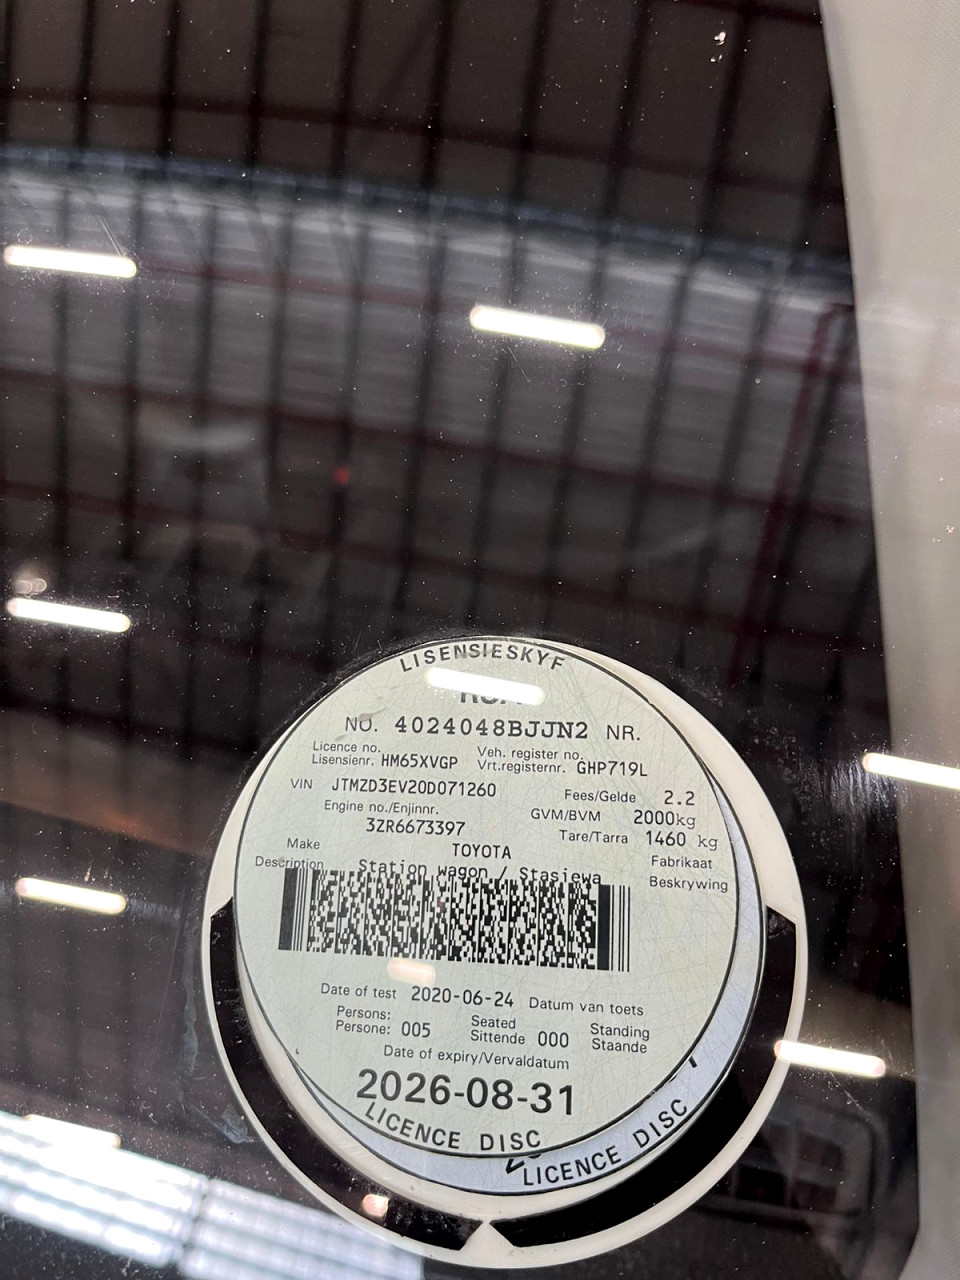 LISENSIESKYF
NO. 4024048BJJN2 NR.
Licence no. Veh. register no.
Lisensienr. HM65XVGP Vrt.registernr. GHP719L
VIN JTMZD3EV20D071260 Fees/Gelde 2.2
Engine no./Enjinnr. GVM/BVM 2000kg
3ZR6673397 Tare/Tarra 1460 kg
Make TOYOTA Fabrikaat
Description Station wagon / Stasiewa Beskrywing
Date of test 2020-06-24 Datum van toets
Persons: Seated Standing
Persone: 005 Sittende 000 Staande
Date of expiry/Vervaldatum
2026-08-31
LICENCE DISC
LICENCE DISC